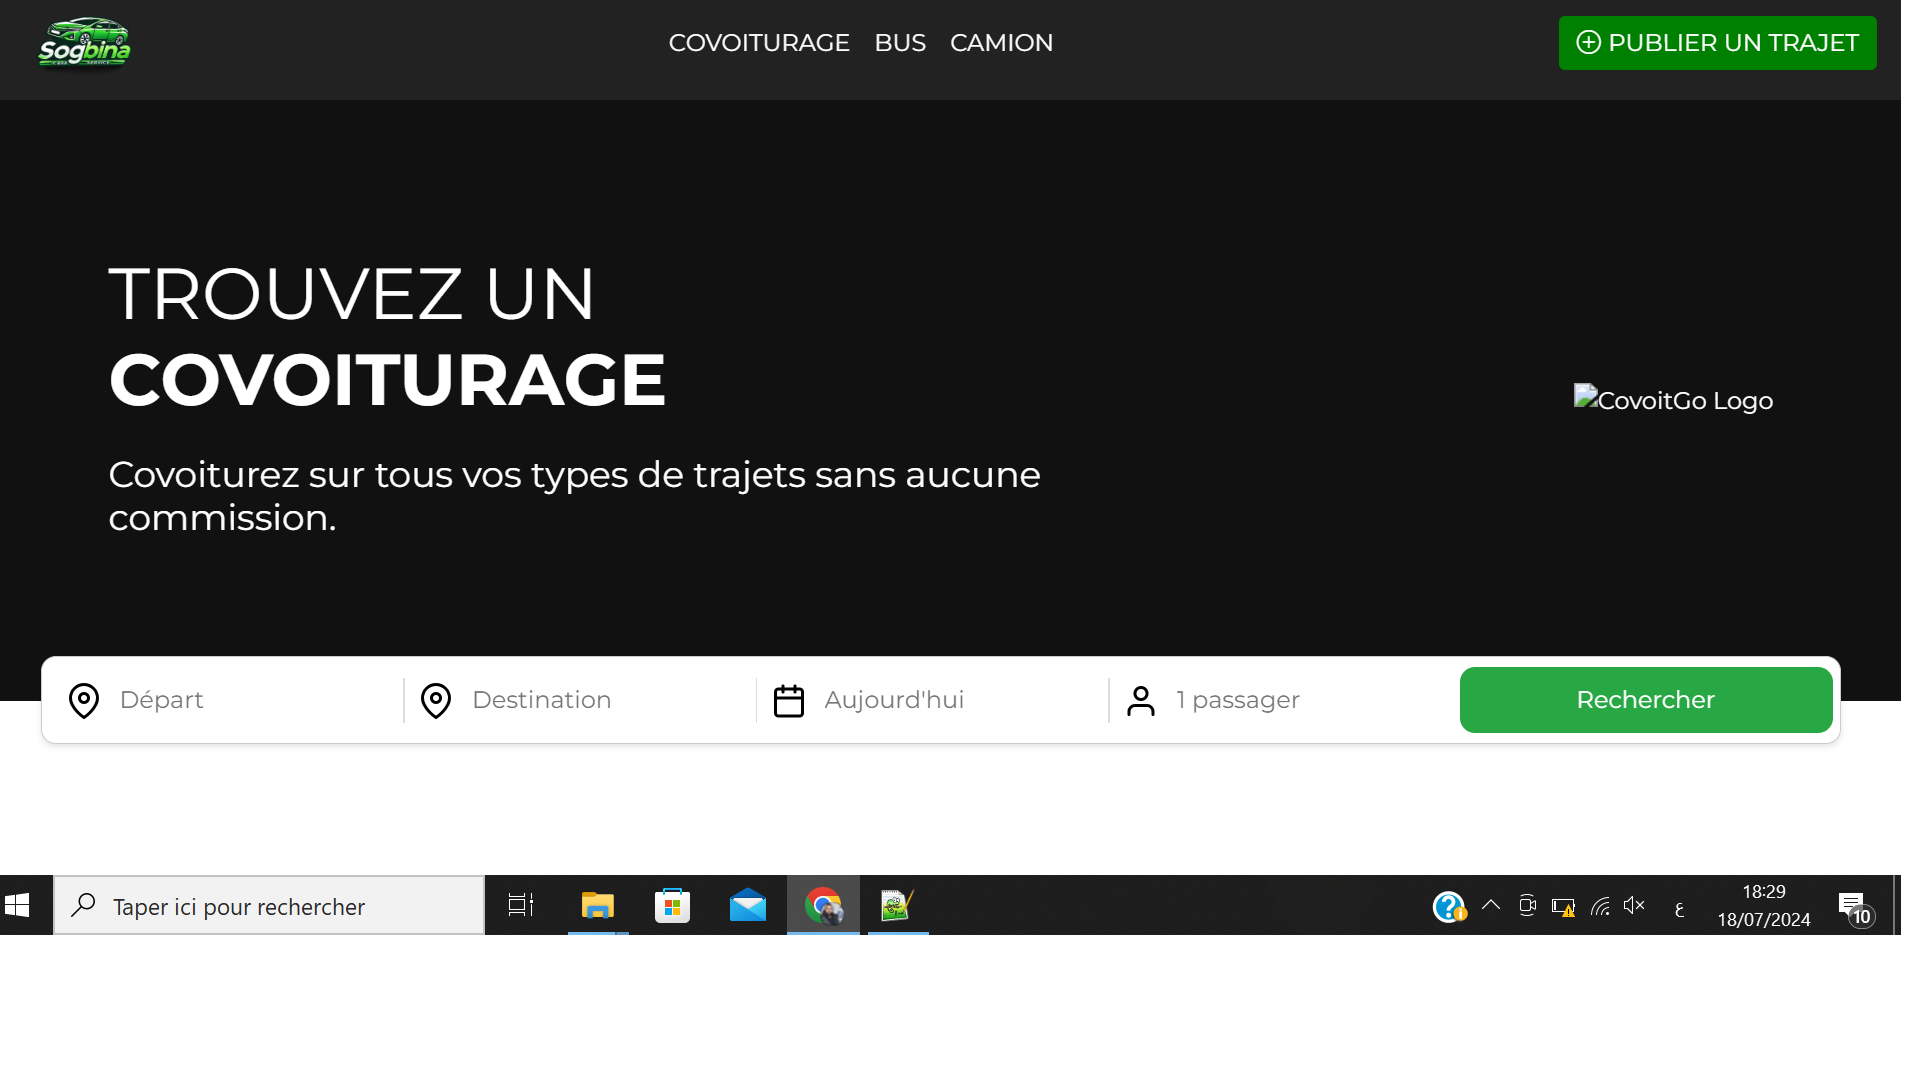 Sogbina
COVOITURAGE BUS CAMION
PUBLIER UN TRAJET
TROUVEZ UN
COVOITURAGE
Covoiturez sur tous vos types de trajets sans aucune
commission.
CovoitGo Logo
Départ Destination Aujourd'hui 1 passager Rechercher
Taper ici pour rechercher
ع
18:29
18/07/2024
10